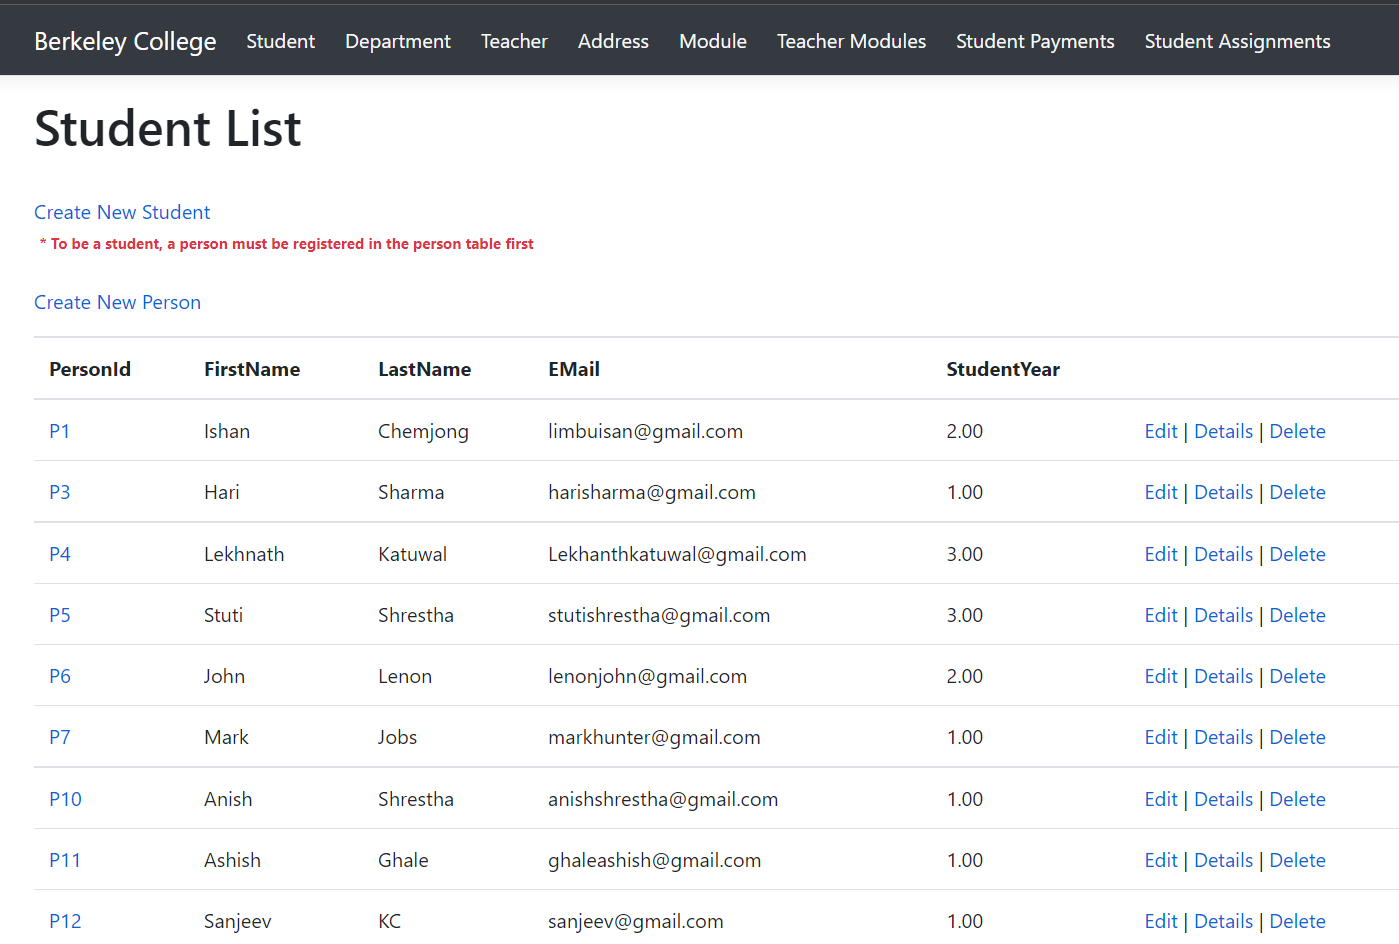 Berkeley College Student Department Teacher Address Module Teacher Modules Student Payments Student Assignments
Student List
Create New Student
* To be a student, a person must be registered in the person table first
Create New Person
PersonId FirstName LastName EMail StudentYear
P1 Ishan Chemjong limbuisan@gmail.com 2.00 Edit | Details | Delete
P3 Hari Sharma harisharma@gmail.com 1.00 Edit | Details | Delete
P4 Lekhnath Katuwal Lekhanthkatuwal@gmail.com 3.00 Edit | Details | Delete
P5 Stuti Shrestha stutishrestha@gmail.com 3.00 Edit | Details | Delete
P6 John Lenon lenonjohn@gmail.com 2.00 Edit | Details | Delete
P7 Mark Jobs markhunter@gmail.com 1.00 Edit | Details | Delete
P10 Anish Shrestha anishshrestha@gmail.com 1.00 Edit | Details | Delete
P11 Ashish Ghale ghaleashish@gmail.com 1.00 Edit | Details | Delete
P12 Sanjeev KC sanjeev@gmail.com 1.00 Edit | Details | Delete